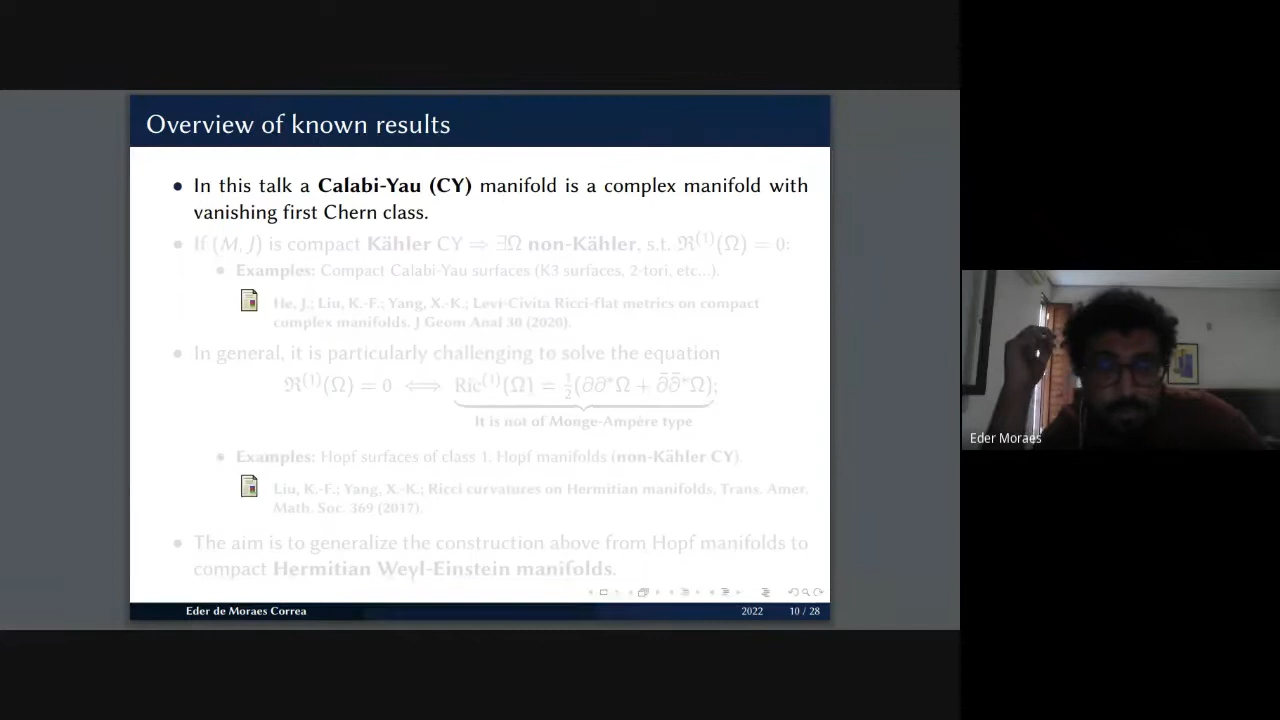 Overview of known results
• In this talk a Calabi-Yau (CY) manifold is a complex manifold with
vanishing first Chern class.
• If (M, J) is compact Kähler CY ⇒ ∃Ω non-Kähler, s.t. ℜ⁽¹⁾(Ω) = 0:
• Examples: Compact Calabi-Yau surfaces (K3 surfaces, 2-tori, etc...).
He, J.; Liu, K.-F.; Yang, X.-K.; Levi-Civita Ricci-flat metrics on compact
complex manifolds. J Geom Anal 30 (2020).
• In general, it is particularly challenging to solve the equation
ℜ⁽¹⁾(Ω) = 0 ⟺ Ric⁽¹⁾(Ω) = ½(∂∂*Ω + ∂̄∂̄*Ω);
It is not of Monge-Ampère type
• Examples: Hopf surfaces of class 1, Hopf manifolds (non-Kähler CY).
Liu, K.-F.; Yang, X.-K.; Ricci curvatures on Hermitian manifolds, Trans. Amer.
Math. Soc. 369 (2017).
• The aim is to generalize the construction above from Hopf manifolds to
compact Hermitian Weyl-Einstein manifolds.
Eder de Moraes Correa 2022 10 / 28
Eder Moraes